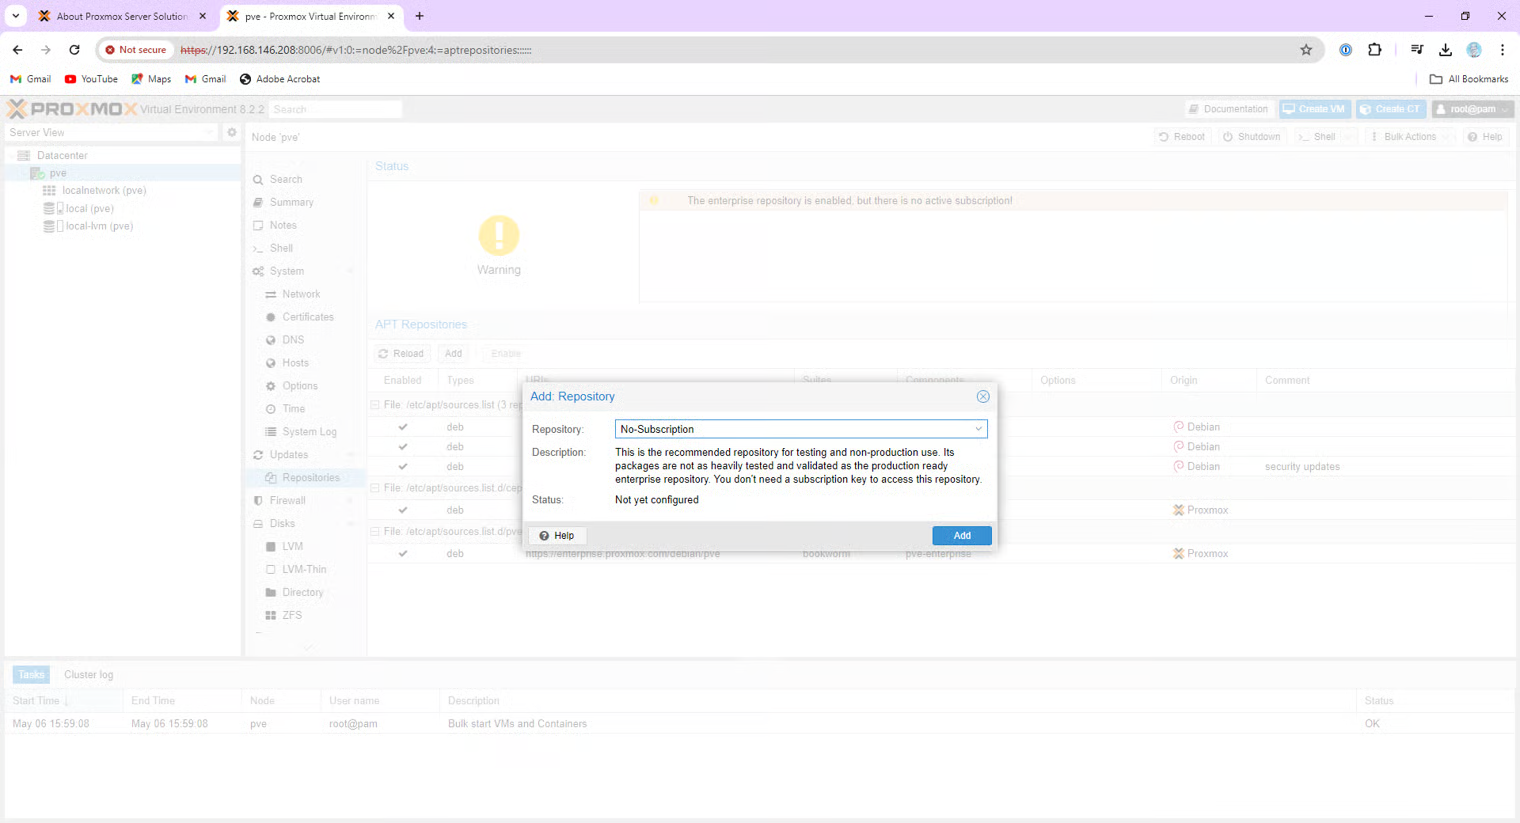 About Proxmox Server Solution
pve - Proxmox Virtual Environm
Not secure
https://192.168.146.208:8006/#v1:0:=node%2Fpve:4:=aptrepositories::::::
Gmail
YouTube
Maps
Gmail
Adobe Acrobat
All Bookmarks
PROXMOX Virtual Environment 8.2.2
Search
Documentation
Create VM
Create CT
root@pam
Server View
Node 'pve'
Reboot
Shutdown
Shell
Bulk Actions
Help
Datacenter
pve
localnetwork (pve)
local (pve)
local-lvm (pve)
Search
Summary
Notes
Shell
System
Network
Certificates
DNS
Hosts
Options
Time
System Log
Updates
Repositories
Firewall
Disks
LVM
LVM-Thin
Directory
ZFS
Status
Warning
The enterprise repository is enabled, but there is no active subscription!
APT Repositories
Reload
Add
Enable
Enabled
Types
URIs
Suites
Components
Options
Origin
Comment
File: /etc/apt/sources.list (3 rep
deb
Debian
deb
Debian
deb
Debian
security updates
File: /etc/apt/sources.list.d/cep
deb
Proxmox
File: /etc/apt/sources.list.d/pve
deb
https://enterprise.proxmox.com/debian/pve
bookworm
pve-enterprise
Proxmox
Add: Repository
Repository:
No-Subscription
Description:
This is the recommended repository for testing and non-production use. Its
packages are not as heavily tested and validated as the production ready
enterprise repository. You don't need a subscription key to access this repository.
Status:
Not yet configured
Help
Add
Tasks
Cluster log
Start Time ↓
End Time
Node
User name
Description
Status
May 06 15:59:08
May 06 15:59:08
pve
root@pam
Bulk start VMs and Containers
OK